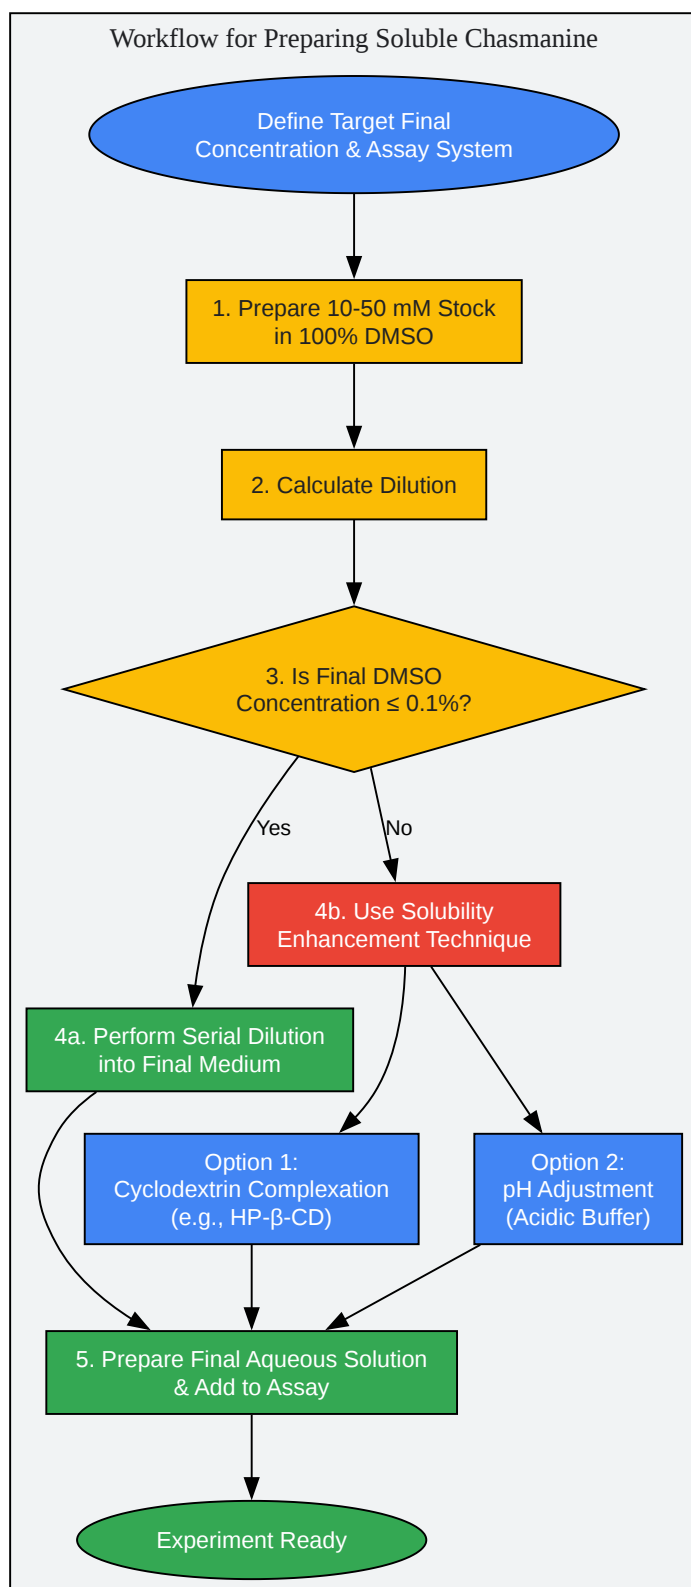 Workflow for Preparing Soluble Chasmanine
Define Target Final
Concentration & Assay System
1. Prepare 10-50 mM Stock
in 100% DMSO
2. Calculate Dilution
3. Is Final DMSO
Concentration ≤ 0.1%?
Yes
No
4b. Use Solubility
Enhancement Technique
4a. Perform Serial Dilution
into Final Medium
Option 1:
Cyclodextrin Complexation
(e.g., HP-β-CD)
Option 2:
pH Adjustment
(Acidic Buffer)
5. Prepare Final Aqueous Solution
& Add to Assay
Experiment Ready